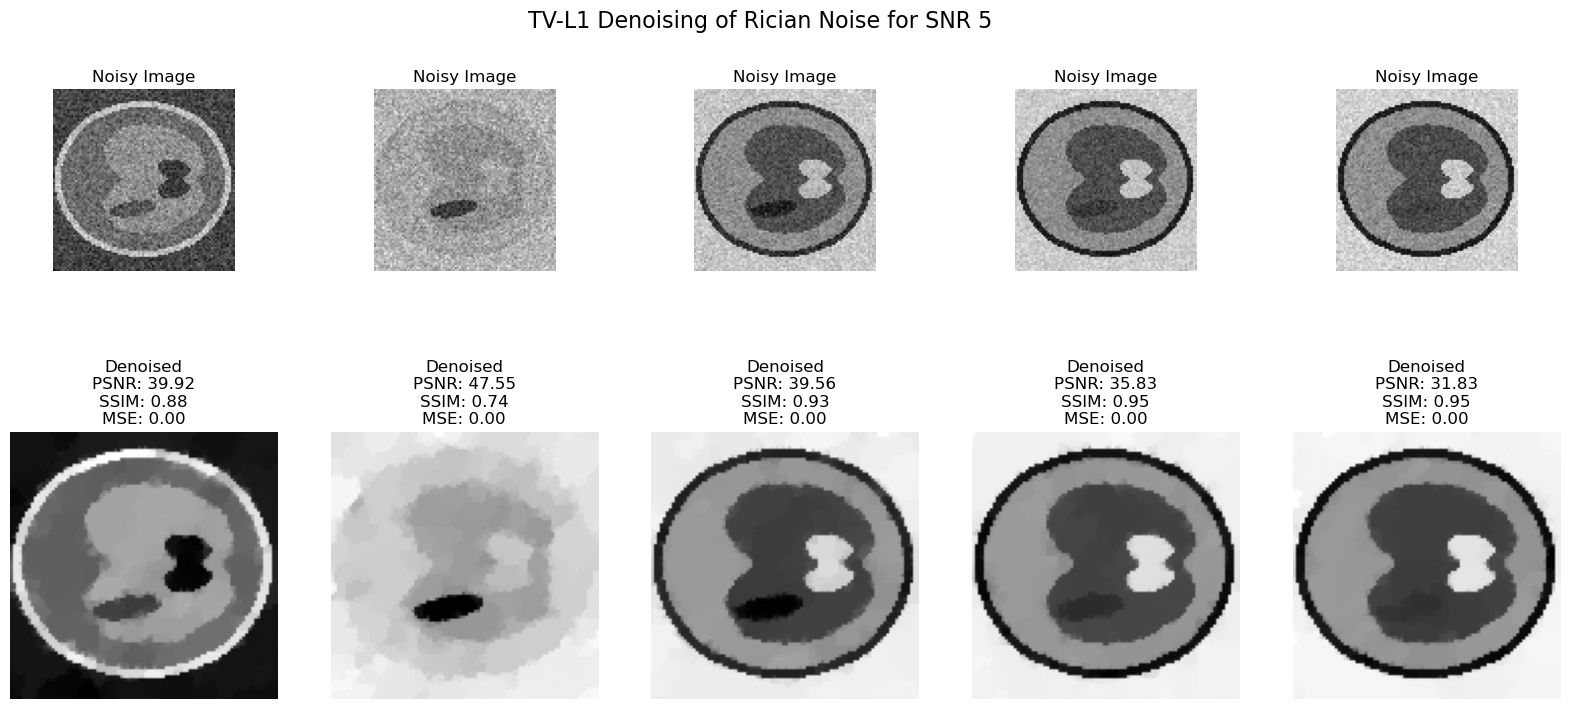 TV-L1 Denoising of Rician Noise for SNR 5
Noisy Image
Noisy Image
Noisy Image
Noisy Image
Noisy Image
Denoised
PSNR: 39.92
SSIM: 0.88
MSE: 0.00
Denoised
PSNR: 47.55
SSIM: 0.74
MSE: 0.00
Denoised
PSNR: 39.56
SSIM: 0.93
MSE: 0.00
Denoised
PSNR: 35.83
SSIM: 0.95
MSE: 0.00
Denoised
PSNR: 31.83
SSIM: 0.95
MSE: 0.00